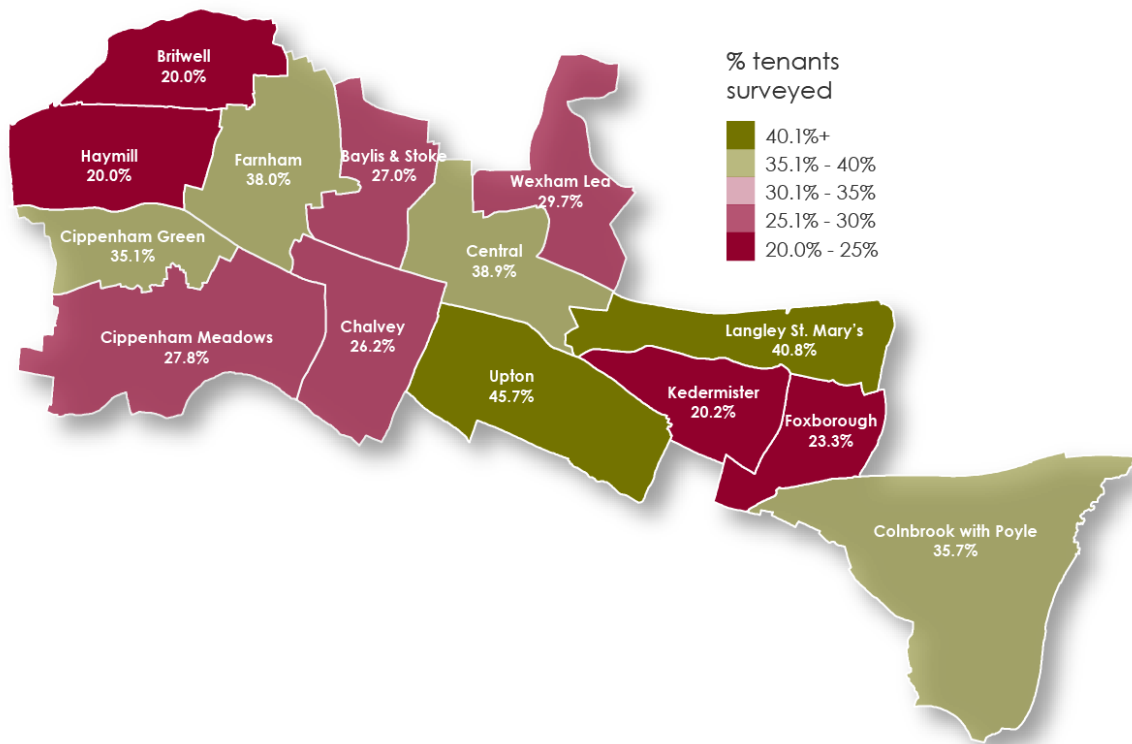 Britwell
20.0%
Haymill
20.0%
Farnham
38.0%
Baylis & Stoke
27.0%
Wexham Lea
29.7%
Cippenham Green
35.1%
Central
38.9%
Cippenham Meadows
27.8%
Chalvey
26.2%
Upton
45.7%
Langley St. Mary's
40.8%
Kedermister
20.2%
Foxborough
23.3%
Colnbrook with Poyle
35.7%
% tenants
surveyed
40.1%+
35.1% - 40%
30.1% - 35%
25.1% - 30%
20.0% - 25%